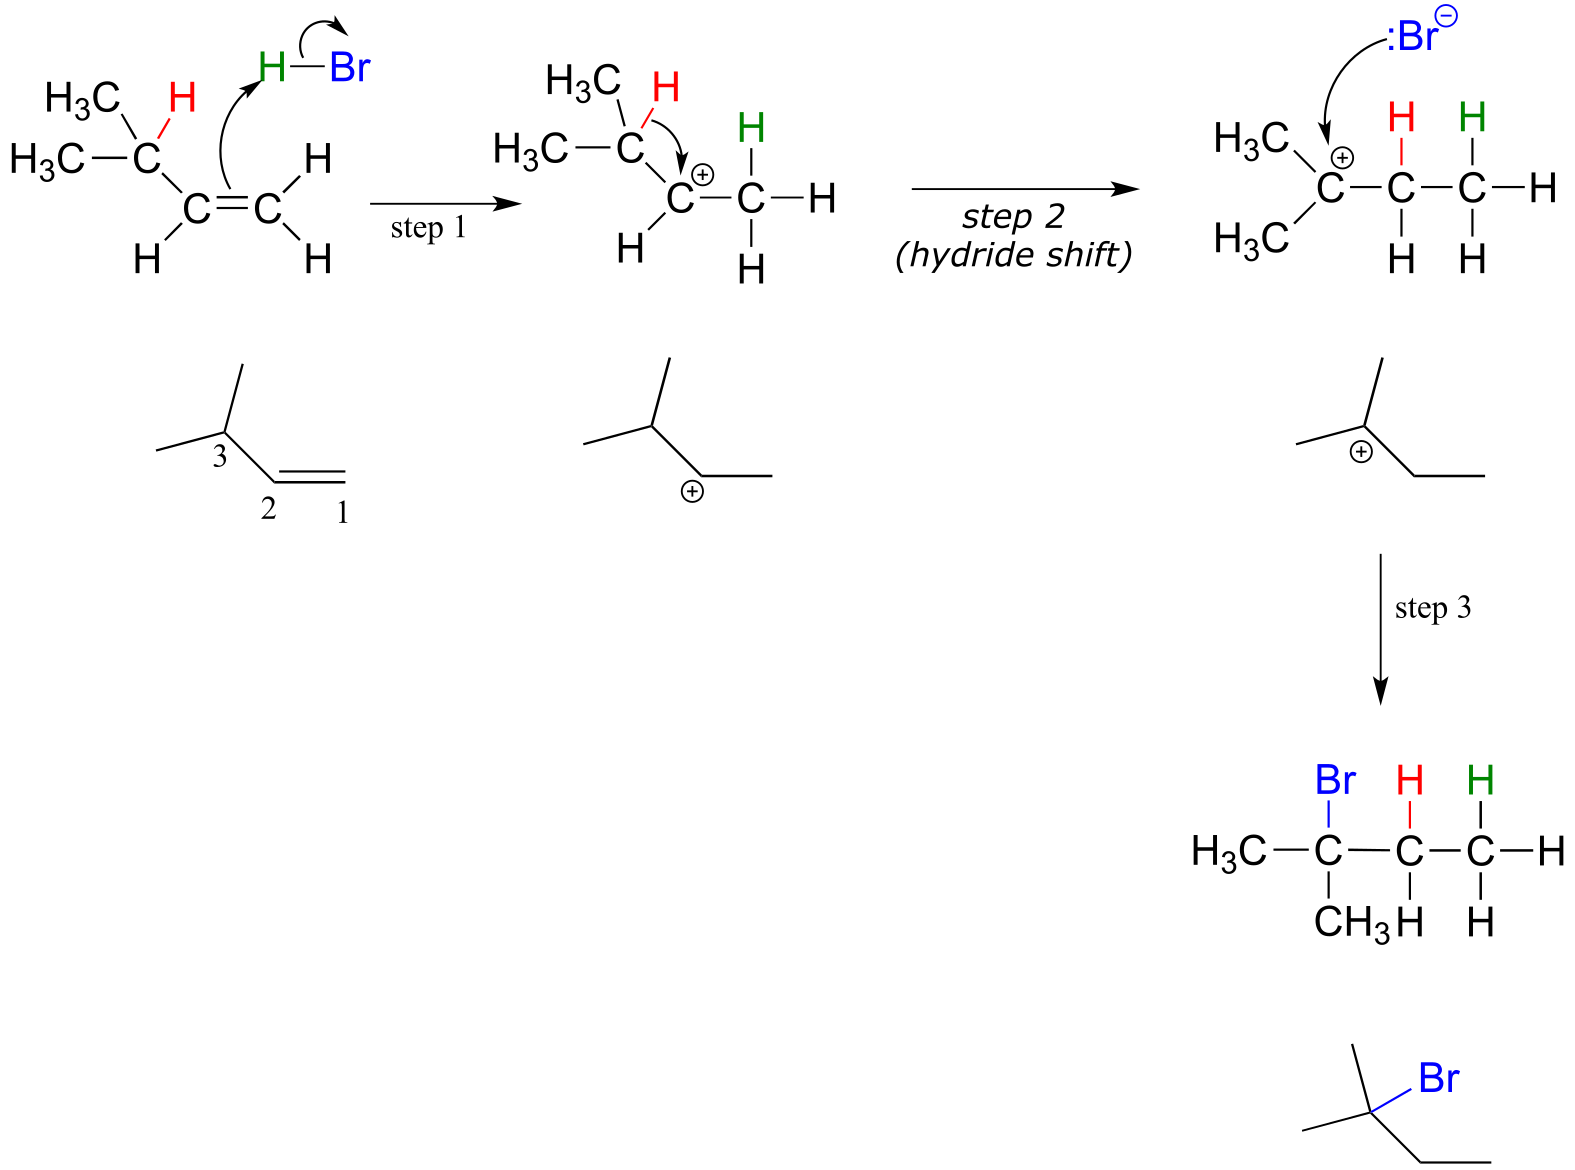 H–Br
H₃C H
H₃C–C H
C=C
H H
step 1
H₃C H
H₃C–C H
⊕
C–C–H
H H
step 2
(hydride shift)
:Br⊖
H₃C H H
⊕
C–C–C–H
H₃C H H
3
2 1
⊕
⊕
step 3
Br H H
H₃C–C–C–C–H
CH₃ H H
Br